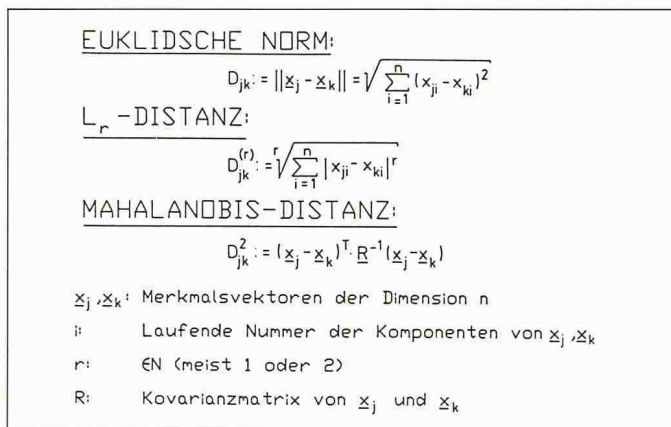 EUKLIDSCHE NORM:
D_jk := ||x_j - x_k|| = √(∑_{i=1}^{n} (x_ji - x_ki)²)
L_r -DISTANZ:
D_jk^(r) := ʳ√(∑_{i=1}^{n} |x_ji - x_ki|^r)
MAHALANOBIS-DISTANZ:
D_jk² := (x_j - x_k)^T · R^-1 (x_j - x_k)
x_j, x_k: Merkmalsvektoren der Dimension n
i: Laufende Nummer der Komponenten von x_j, x_k
r: ∈N (meist 1 oder 2)
R: Kovarianzmatrix von x_j und x_k